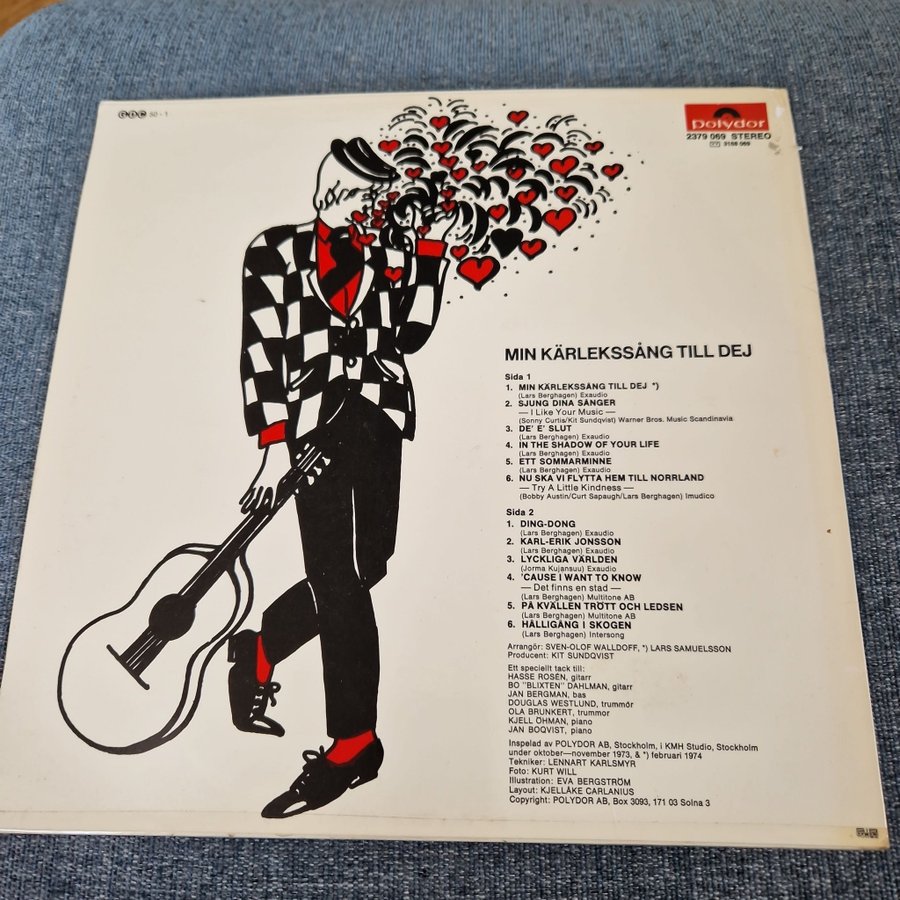 GDC 50-1
polydor
2379 069 STEREO
3168 069
MIN KÄRLEKSSÅNG TILL DEJ
Sida 1
1. MIN KÄRLEKSSÅNG TILL DEJ *)
(Lars Berghagen) Exaudio
2. SJUNG DINA SÅNGER
— I Like Your Music —
(Sonny Curtis/Kit Sundqvist) Warner Bros. Music Scandinavia
3. DE' E' SLUT
(Lars Berghagen) Exaudio
4. IN THE SHADOW OF YOUR LIFE
(Lars Berghagen) Exaudio
5. ETT SOMMARMINNE
(Lars Berghagen) Exaudio
6. NU SKA VI FLYTTA HEM TILL NORRLAND
— Try A Little Kindness —
(Bobby Austin/Curt Sapaugh/Lars Berghagen) Imudico
Sida 2
1. DING-DONG
(Lars Berghagen) Exaudio
2. KARL-ERIK JONSSON
(Lars Berghagen) Exaudio
3. LYCKLIGA VÄRLDEN
(Jorma Kujansuu) Exaudio
4. 'CAUSE I WANT TO KNOW
— Det finns en stad —
(Lars Berghagen) Multitone AB
5. PÅ KVÄLLEN TRÖTT OCH LEDSEN
(Lars Berghagen) Multitone AB
6. HÅLLIGÅNG I SKOGEN
(Lars Berghagen) Intersong
Arrangör: SVEN-OLOF WALLDOFF, *) LARS SAMUELSSON
Producent: KIT SUNDQVIST
Ett speciellt tack till:
HASSE ROSÉN, gitarr
BO "BLIXTEN" DAHLMAN, gitarr
JAN BERGMAN, bas
DOUGLAS WESTLUND, trummör
OLA BRUNKERT, trummor
KJELL ÖHMAN, piano
JAN BOQVIST, piano
Inspelad av POLYDOR AB, Stockholm, i KMH Studio, Stockholm
under oktober—november 1973, & *) februari 1974
Tekniker: LENNART KARLSMYR
Foto: KURT WILL
Illustration: EVA BERGSTRÖM
Layout: KJELLÅKE CARLANIUS
Copyright: POLYDOR AB, Box 3093, 171 03 Solna 3